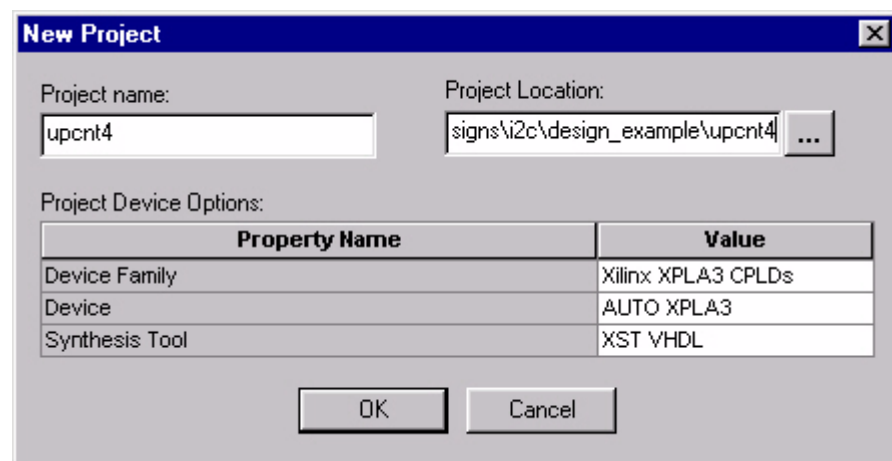 New Project
Project name:
Project Location:
upcnt4
signs\i2c\design_example\upcnt4
...
Project Device Options:
Property Name Value
Device Family Xilinx XPLA3 CPLDs
Device AUTO XPLA3
Synthesis Tool XST VHDL
OK Cancel